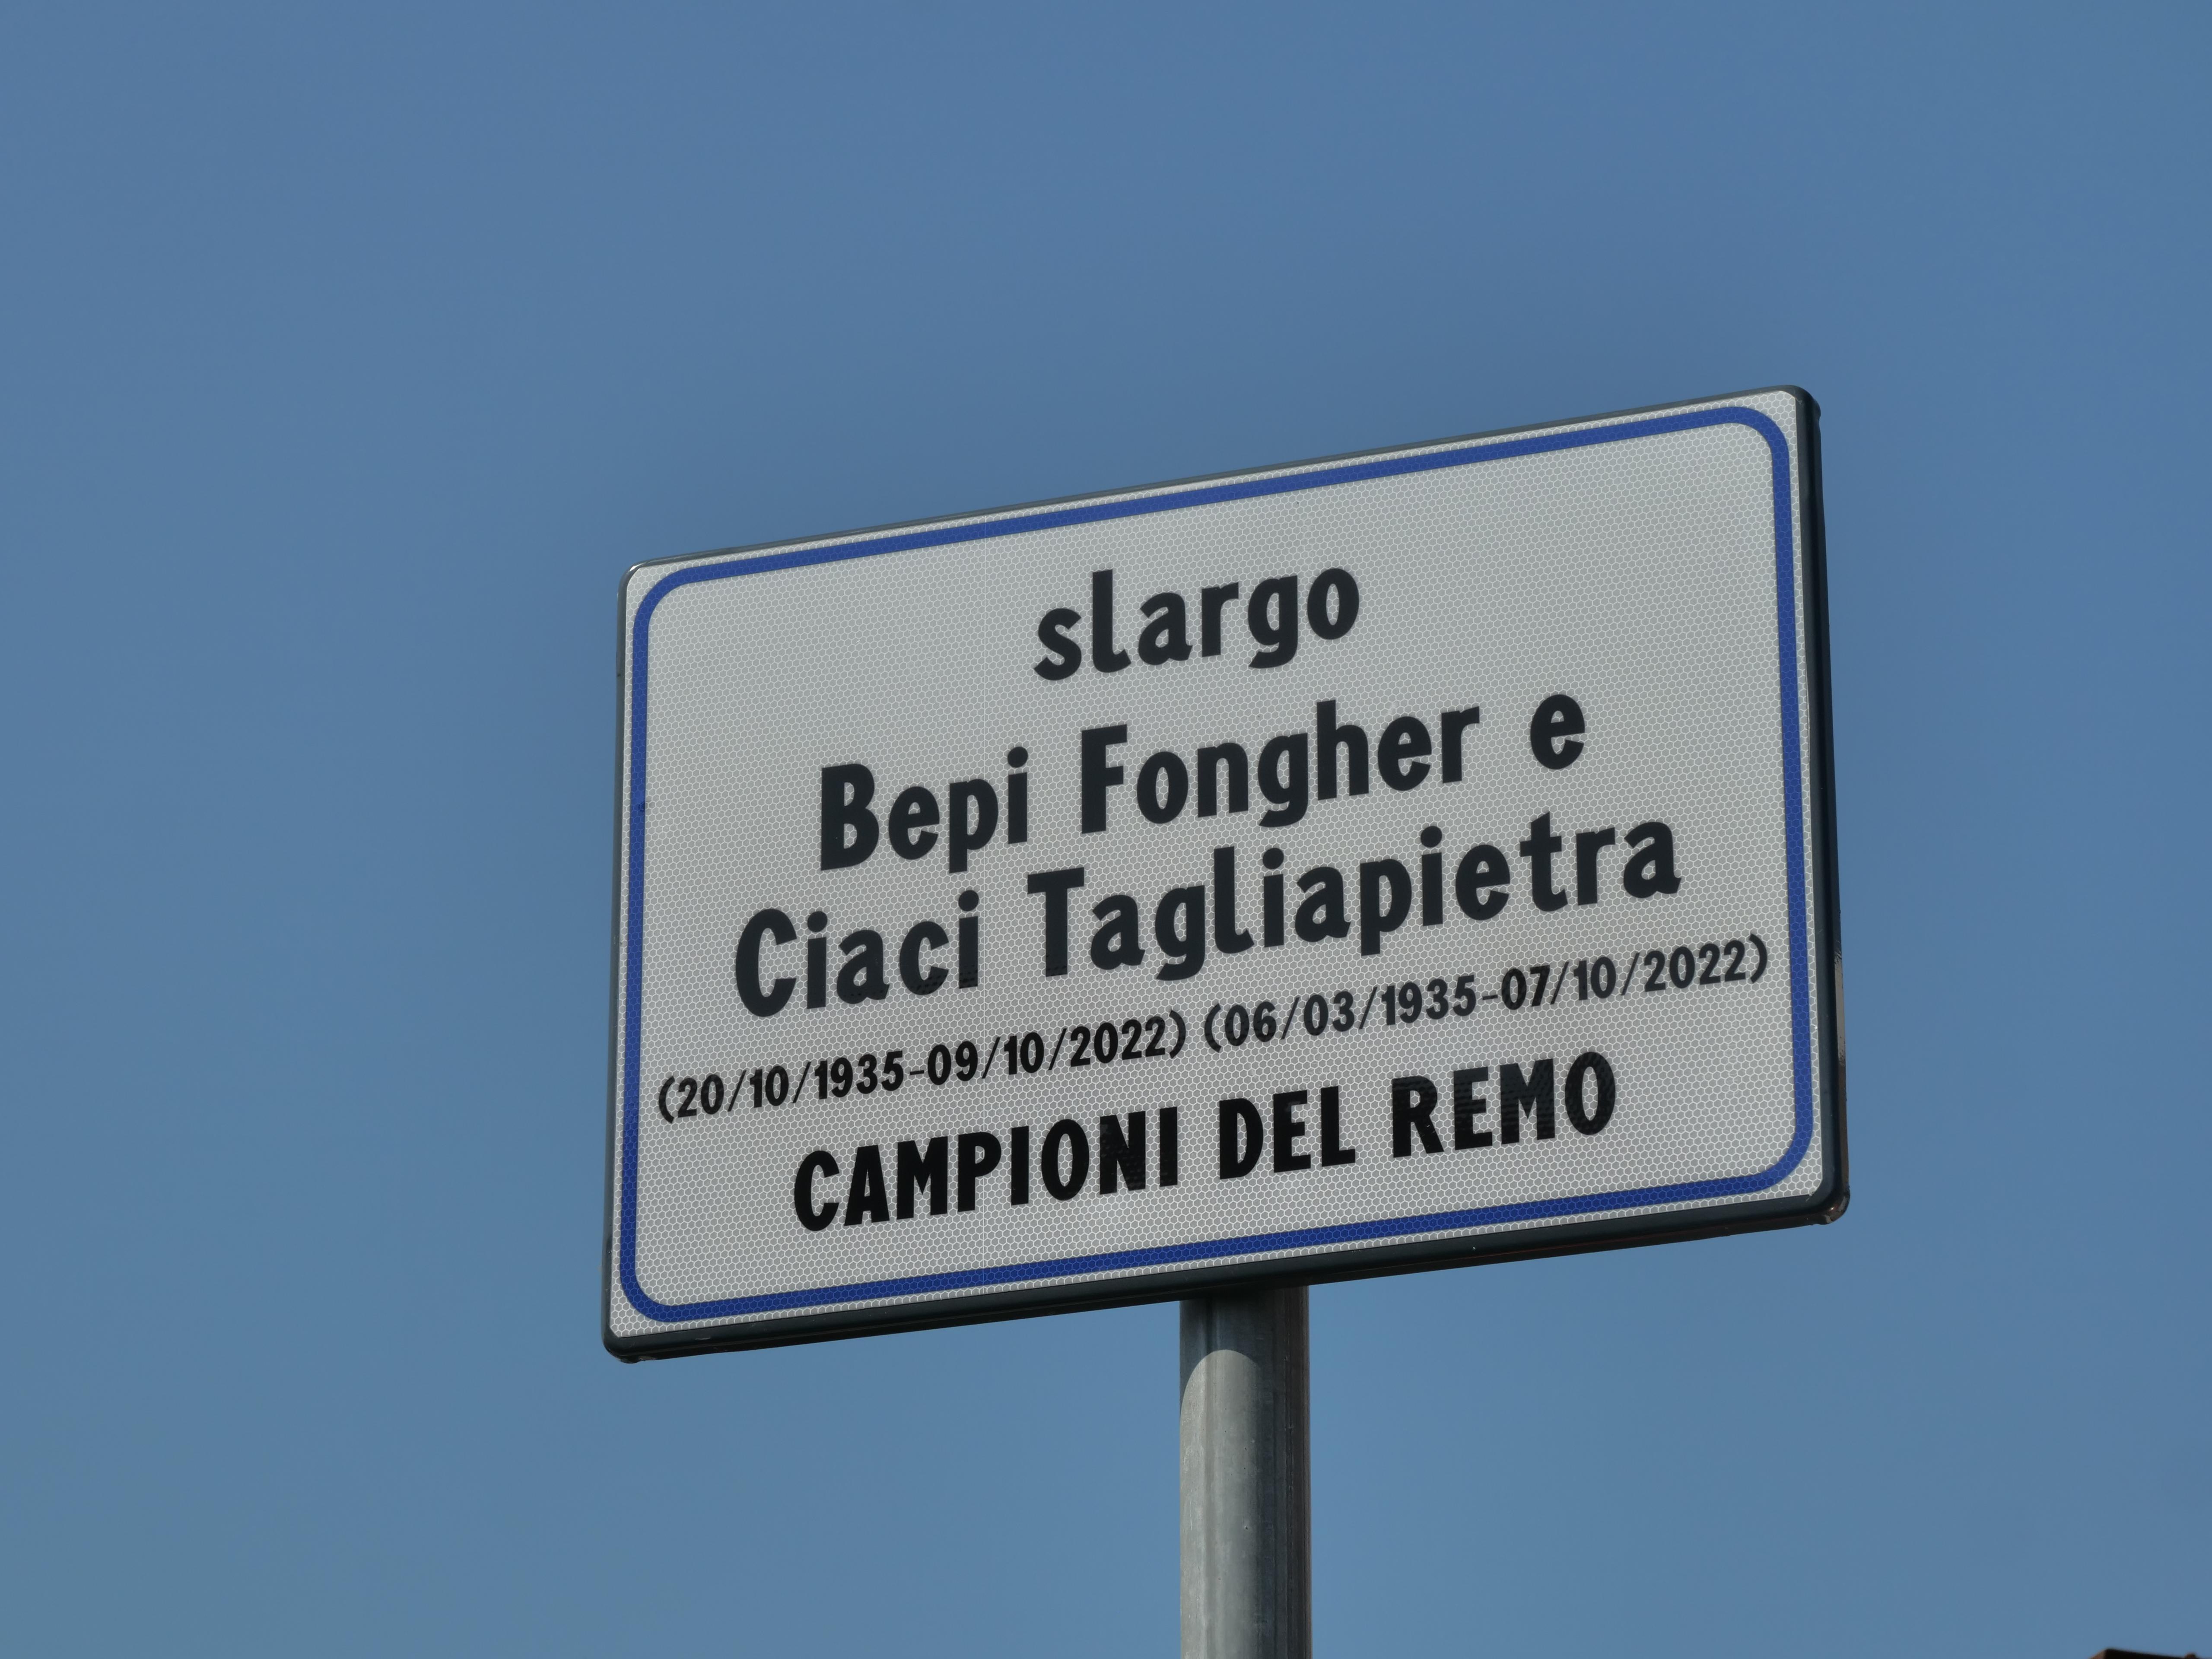 slargo
Bepi Fongher e
Ciaci Tagliapietra
(20/10/1935-09/10/2022) (06/03/1935-07/10/2022)
CAMPIONI DEL REMO